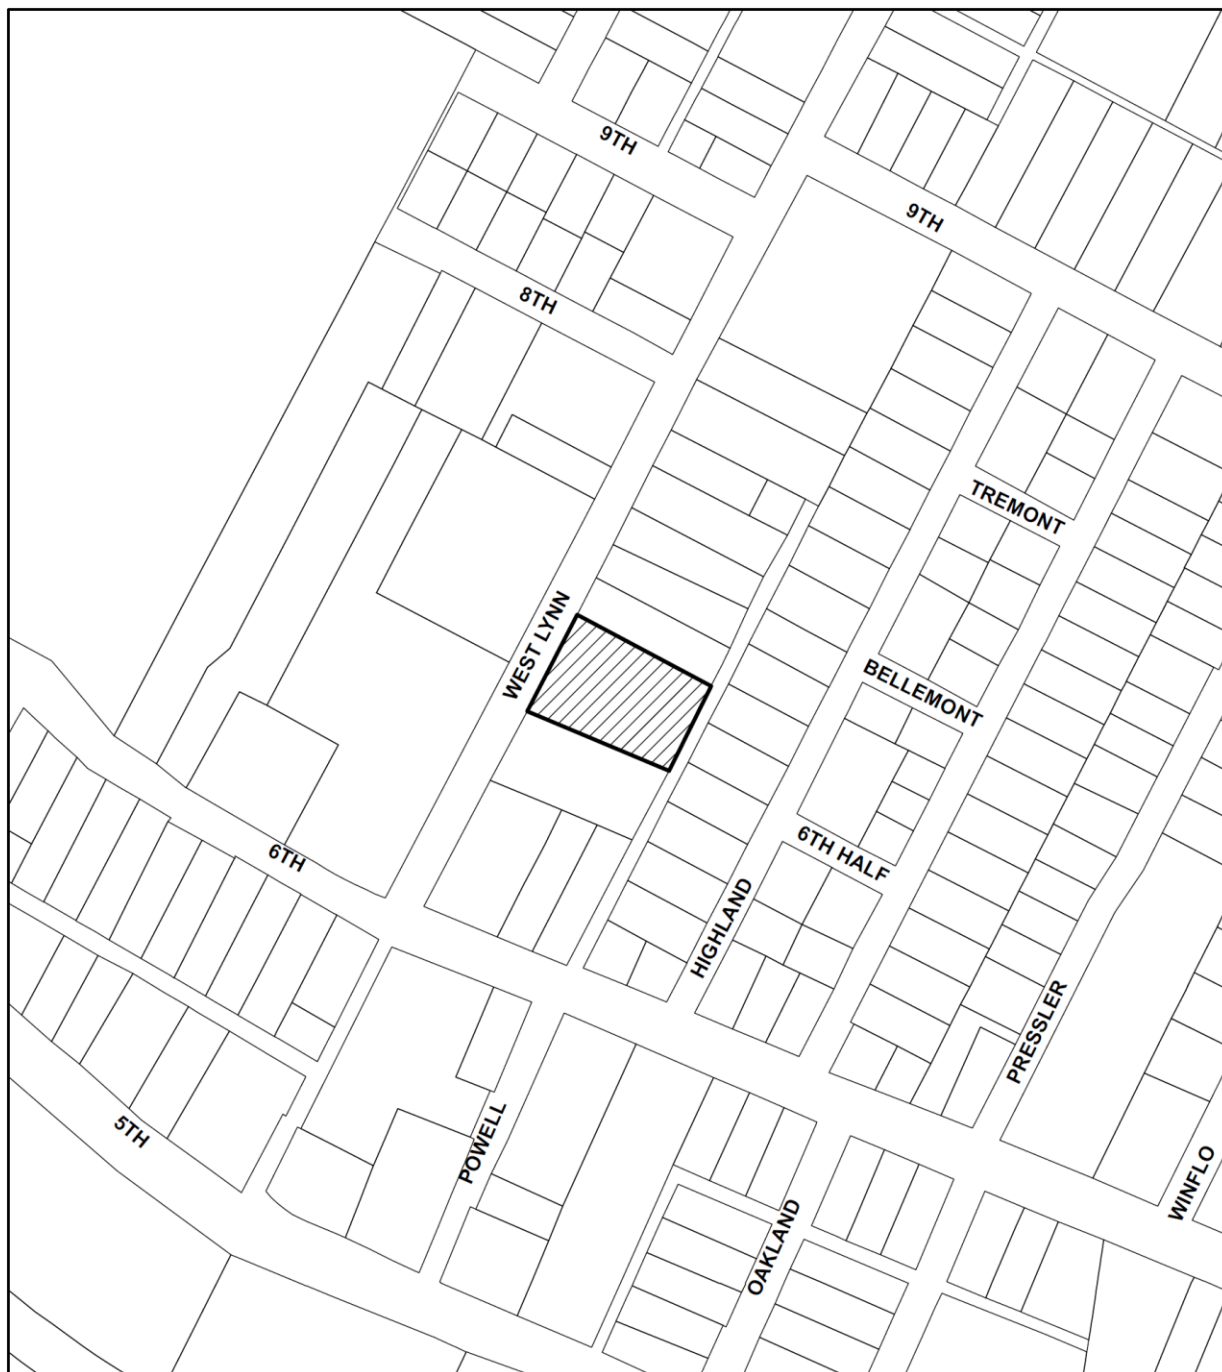 9TH
9TH
8TH
TREMONT
WEST LYNN
BELLEMONT
6TH HALF
6TH
HIGHLAND
PRESSLER
5TH
POWELL
WINFLO
OAKLAND